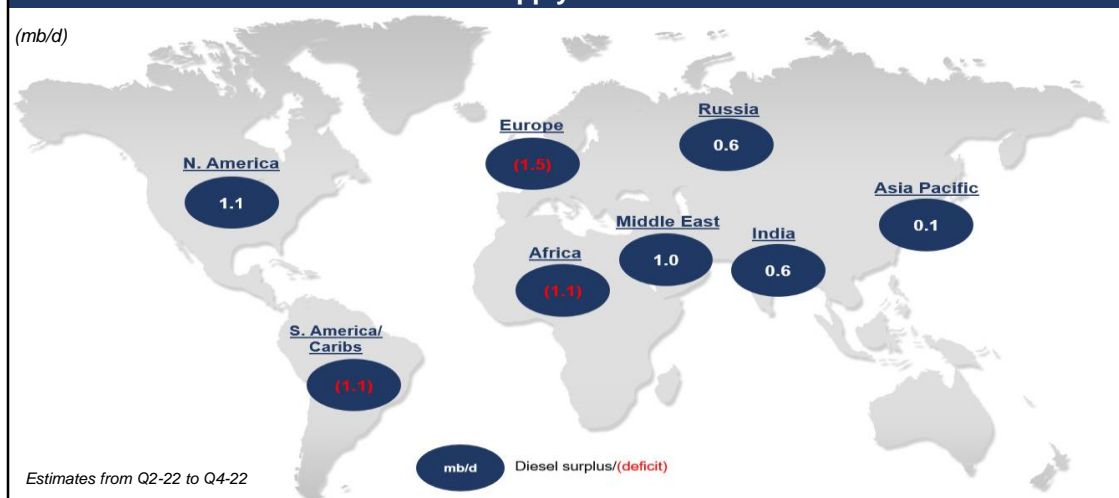 (mb/d)
Russia
0.6
Europe
(1.5)
N. America
1.1
Asia Pacific
0.1
Middle East
1.0
India
0.6
Africa
(1.1)
S. America/
Caribs
(1.1)
mb/d
Diesel surplus/(deficit)
Estimates from Q2-22 to Q4-22